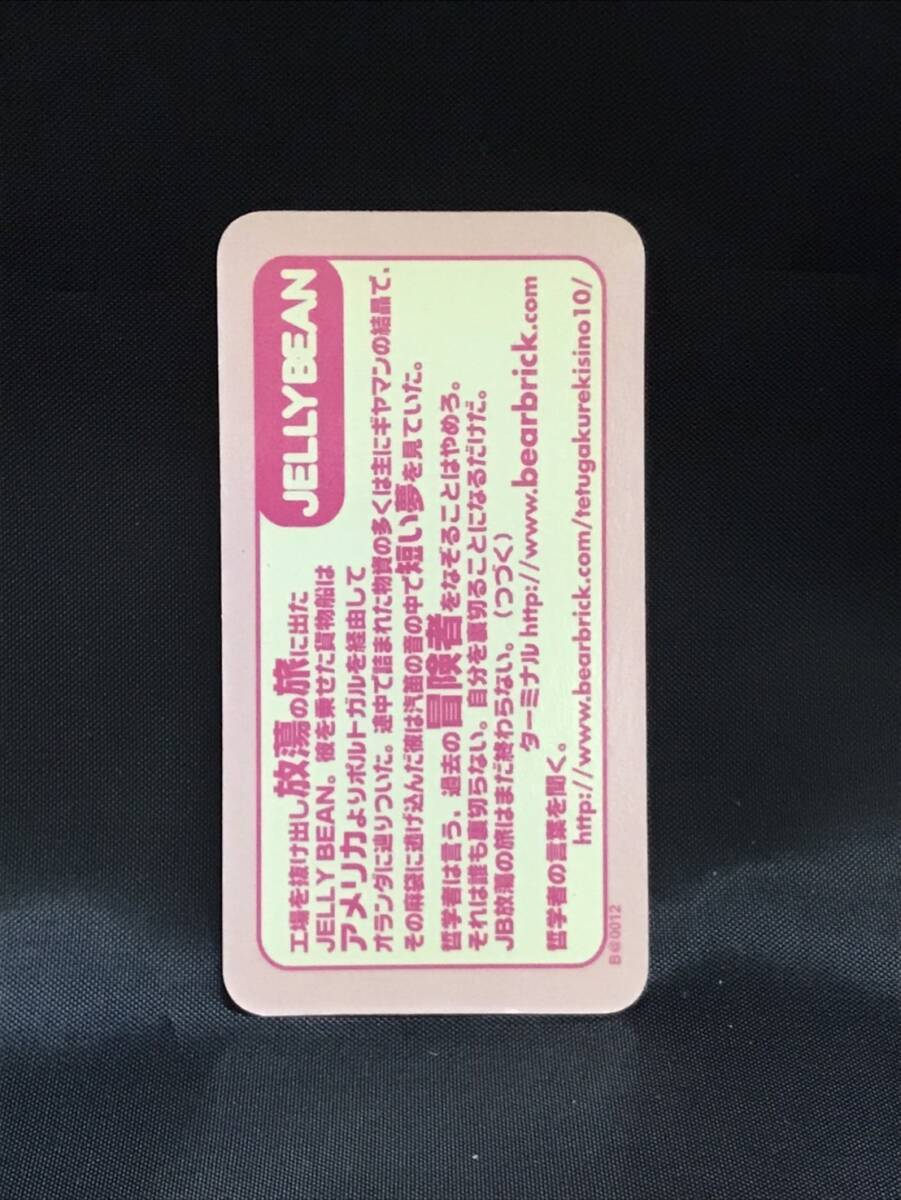 JELLYBEAN
工場を抜け出し放蕩の旅に出た
JELLY BEAN。彼を乗せた貨物船は
アメリカよりポルトガルを経由して
オランダに辿りついた。途中で詰まれた物資の多くは主にギヤマンの結晶で、
その麻袋に逃げ込んだ彼は汽笛の音の中で短い夢を見ていた。
哲学者は言う、過去の冒険者をなぞることはやめろ。
それは誰も裏切らない。自分を裏切ることになるだけだ。
JB放蕩の旅はまだ終わらない。（つづく）
ターミナル http://www.bearbrick.com
哲学者の言葉を聞く。
http://www.bearbrick.com/tetugakurekisino10/
B@0012